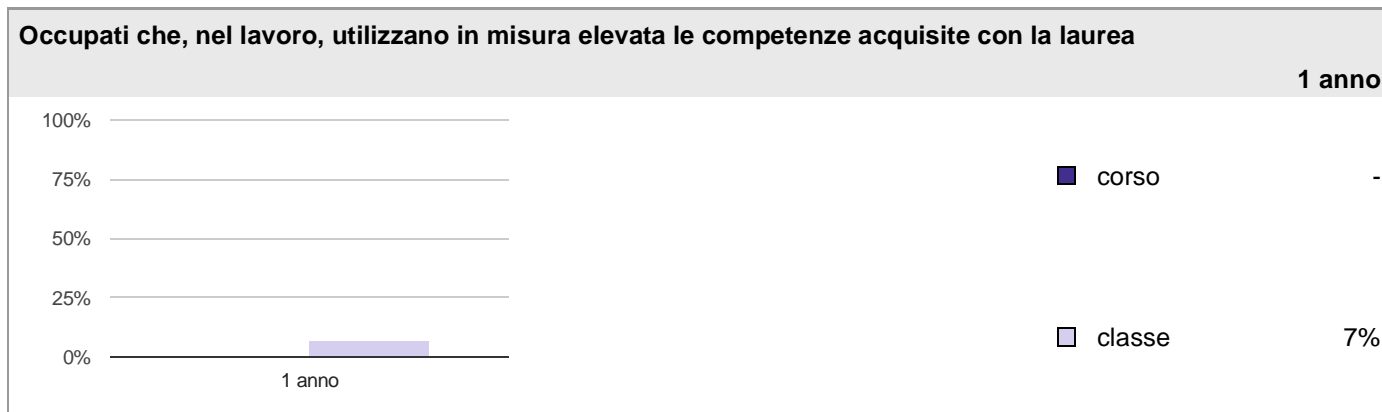 Occupati che, nel lavoro, utilizzano in misura elevata le competenze acquisite con la laurea
1 anno
100%
75%
50%
25%
0%
1 anno
corso -
classe 7%